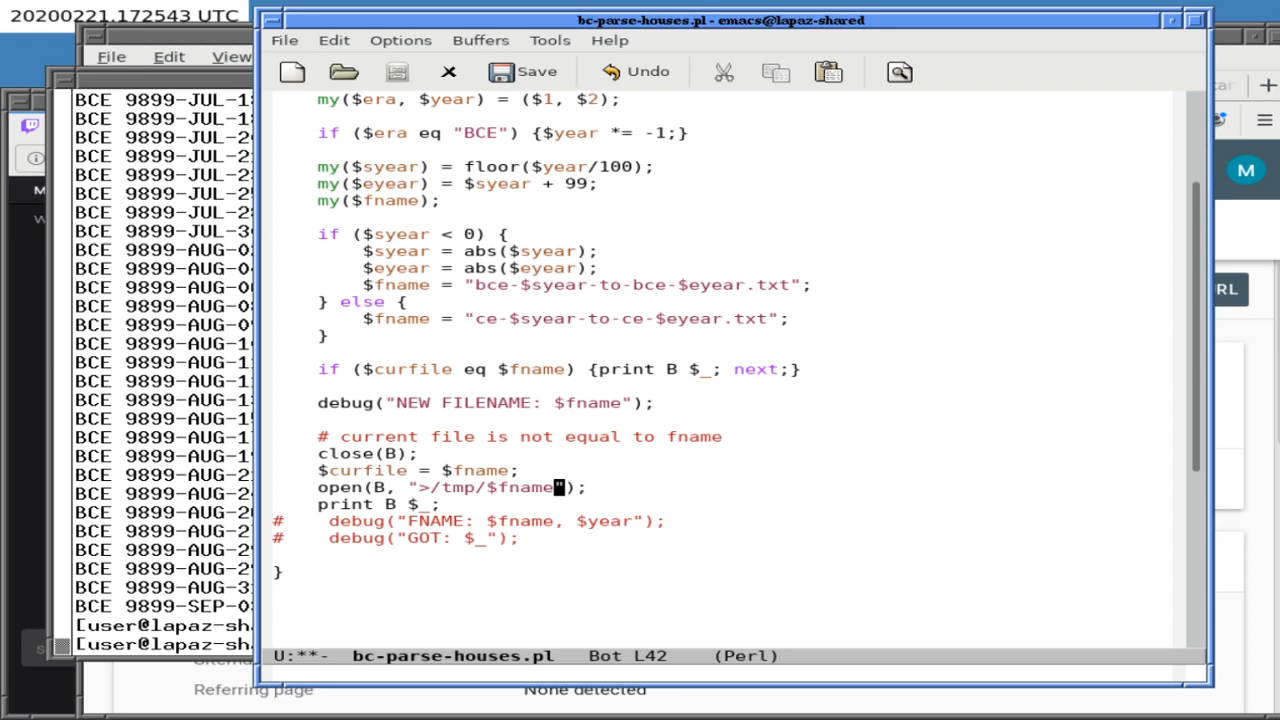 20200221.172543 UTC
bc-parse-houses.pl - emacs@lapaz-shared
File Edit Options Buffers Tools Help
Save Undo
my($era, $year) = ($1, $2);
if ($era eq "BCE") {$year *= -1;}
my($syear) = floor($year/100);
my($eyear) = $syear + 99;
my($fname);
if ($syear < 0) {
$syear = abs($syear);
$eyear = abs($eyear);
$fname = "bce-$syear-to-bce-$eyear.txt";
} else {
$fname = "ce-$syear-to-ce-$eyear.txt";
}
if ($curfile eq $fname) {print B $_; next;}
debug("NEW FILENAME: $fname");
# current file is not equal to fname
close(B);
$curfile = $fname;
open(B, ">/tmp/$fname");
print B $_;
# debug("FNAME: $fname, $year");
# debug("GOT: $_");
}
U:**- bc-parse-houses.pl Bot L42 (Perl)
File Edit View
BCE 9899-JUL-1
BCE 9899-JUL-1
BCE 9899-JUL-2
BCE 9899-JUL-2
BCE 9899-JUL-2
BCE 9899-JUL-2
BCE 9899-JUL-2
BCE 9899-JUL-3
BCE 9899-AUG-0
BCE 9899-AUG-0
BCE 9899-AUG-0
BCE 9899-AUG-0
BCE 9899-AUG-0
BCE 9899-AUG-1
BCE 9899-AUG-1
BCE 9899-AUG-1
BCE 9899-AUG-1
BCE 9899-AUG-1
BCE 9899-AUG-1
BCE 9899-AUG-1
BCE 9899-AUG-2
BCE 9899-AUG-2
BCE 9899-AUG-2
BCE 9899-AUG-2
BCE 9899-AUG-2
BCE 9899-AUG-2
BCE 9899-AUG-3
BCE 9899-SEP-0
[user@lapaz-sh
[user@lapaz-sh
M
RL
Referring page None detected